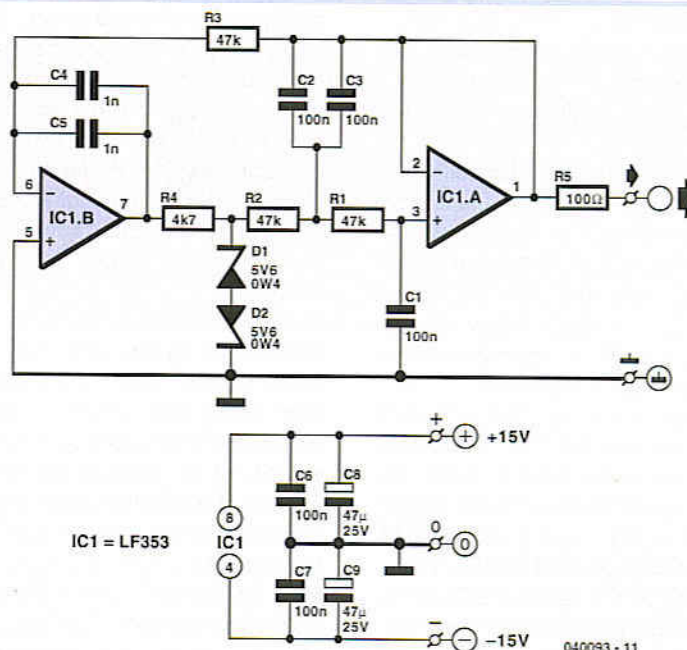 R3
47k
C4
1n
C5
1n
C2
100n
C3
100n
6
7
5
IC1.B
R4
4k7
R2
47k
R1
47k
2
3
1
IC1.A
R5
100Ω
D1
5V6
0W4
D2
5V6
0W4
C1
100n
+15V
C6
100n
C8
47µ
25V
8
IC1 = LF353
IC1
4
0
0
C7
100n
C9
47µ
25V
–15V
040093 - 11